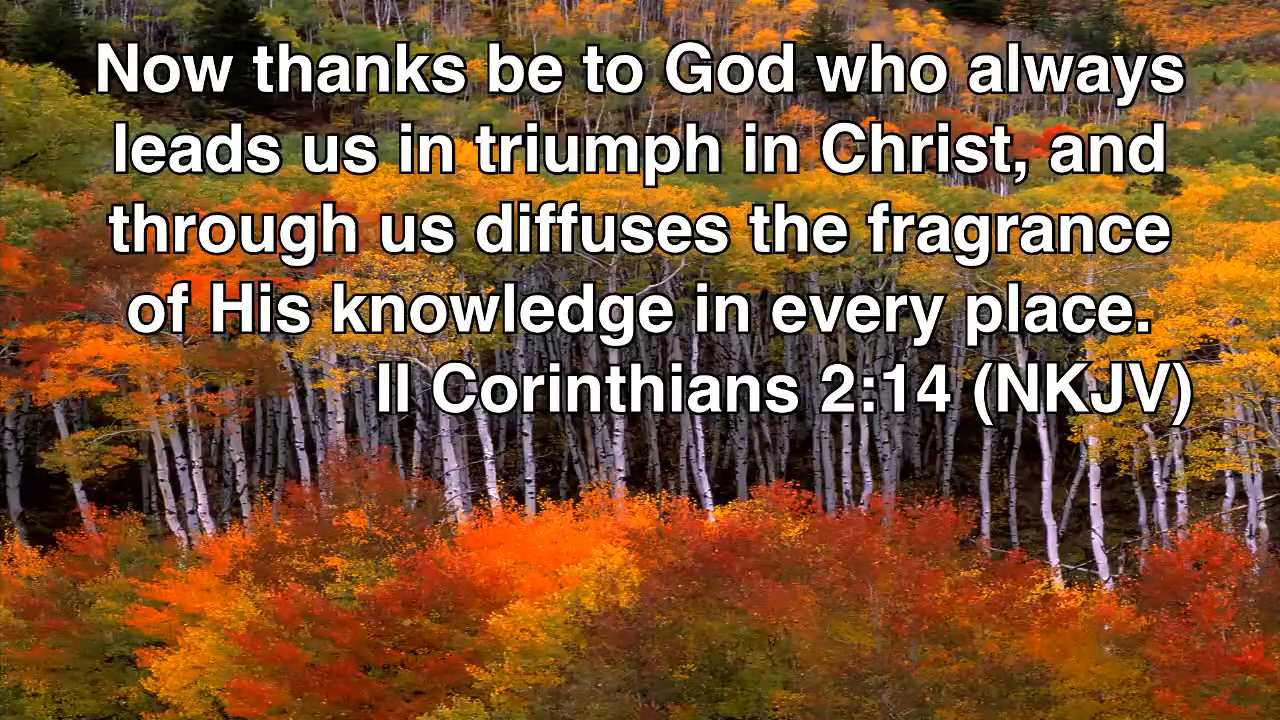 Now thanks be to God who always
leads us in triumph in Christ, and
through us diffuses the fragrance
of His knowledge in every place.
II Corinthians 2:14 (NKJV)